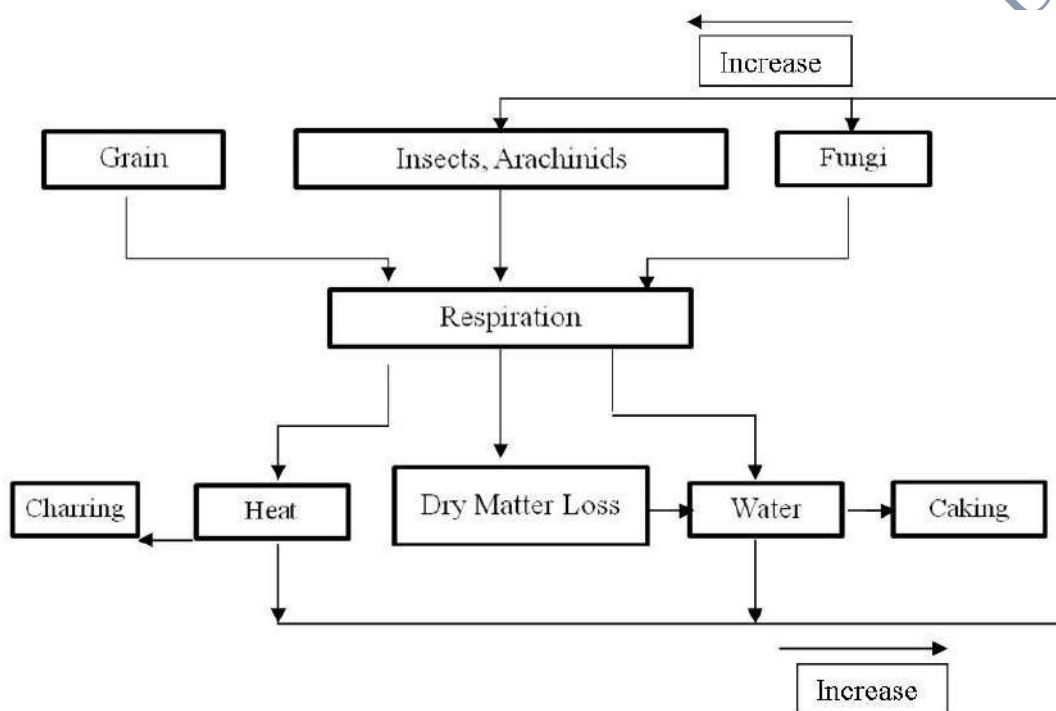 Increase
Grain
Insects, Arachinids
Fungi
Respiration
Charring
Heat
Dry Matter Loss
Water
Caking
Increase